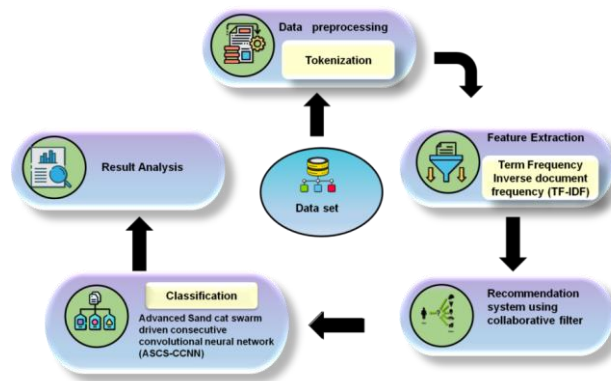 Data preprocessing
Tokenization
Feature Extraction
Term Frequency
Inverse document
frequency (TF-IDF)
Result Analysis
Data set
Classification
Advanced Sand cat swarm
driven consecutive
convolutional neural network
(ASCS-CCNN)
Recommendation
system using
collaborative filter